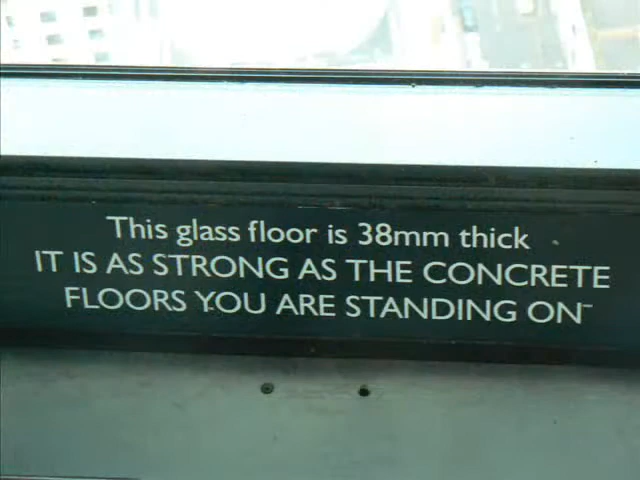 This glass floor is 38mm thick
IT IS AS STRONG AS THE CONCRETE
FLOORS YOU ARE STANDING ON